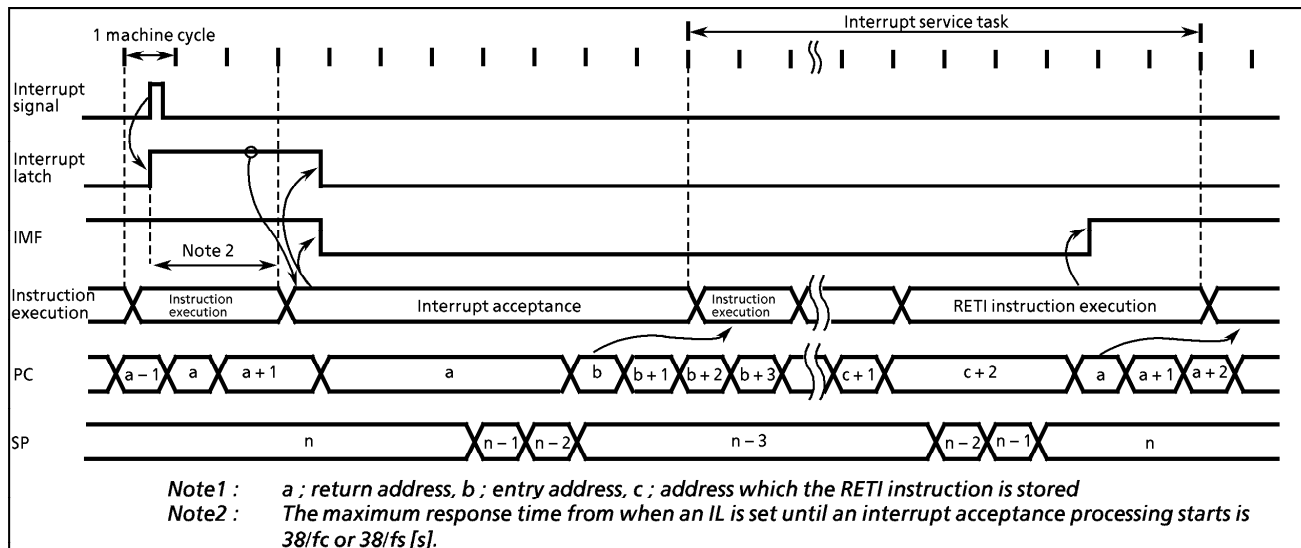 Interrupt service task
1 machine cycle
Interrupt
signal
Interrupt
latch
IMF
Note 2
Instruction
execution
Instruction
execution
Interrupt acceptance
Instruction
execution
RETI instruction execution
PC
a – 1
a
a + 1
a
b
b + 1
b + 2
b + 3
c + 1
c + 2
a
a + 1
a + 2
SP
n
n – 1
n – 2
n – 3
n – 2
n – 1
n
Note1 : a ; return address, b ; entry address, c ; address which the RETI instruction is stored
Note2 : The maximum response time from when an IL is set until an interrupt acceptance processing starts is
38/fc or 38/fs [s].